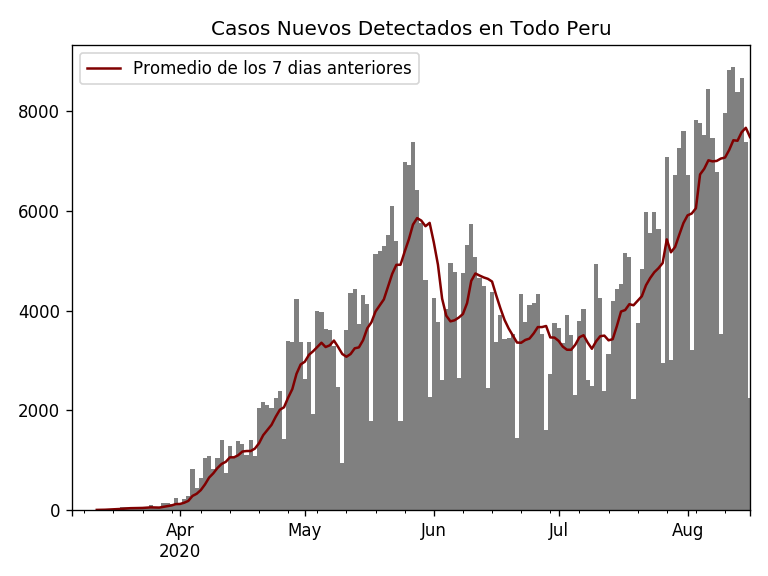 Casos Nuevos Detectados en Todo Peru
Promedio de los 7 dias anteriores
8000
6000
4000
2000
0
Apr
2020
May
Jun
Jul
Aug